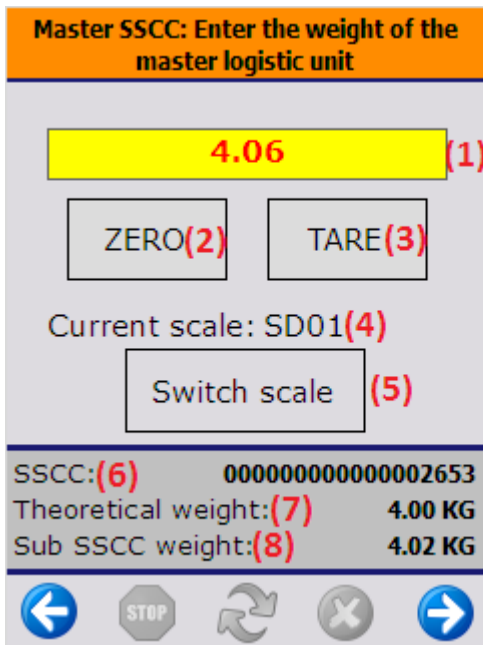 Master SSCC: Enter the weight of the
master logistic unit
4.06 (1)
ZERO(2) TARE(3)
Current scale: SD01(4)
Switch scale (5)
SSCC:(6) 000000000000002653
Theoretical weight:(7) 4.00 KG
Sub SSCC weight:(8) 4.02 KG
STOP